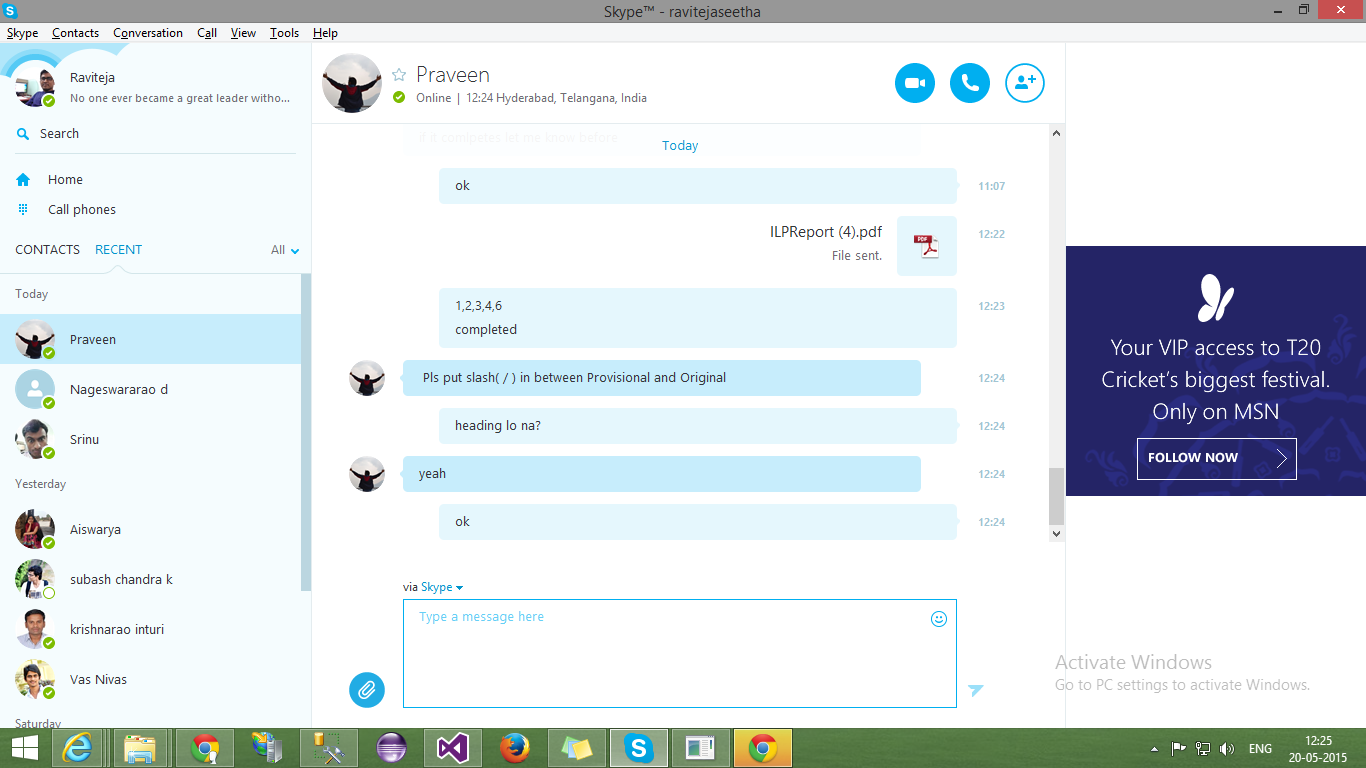 Skype™ - ravitejaseetha
Skype Contacts Conversation Call View Tools Help
Raviteja
No one ever became a great leader witho...
Search
Home
Call phones
CONTACTS RECENT All
Today
Praveen
Nageswararao d
Srinu
Yesterday
Aiswarya
subash chandra k
krishnarao inturi
Vas Nivas
Saturday
Praveen
Online | 12:24 Hyderabad, Telangana, India
if it comlpetes let me know before
Today
ok 11:07
ILPReport (4).pdf 12:22
PDF
File sent.
1,2,3,4,6 12:23
completed
Pls put slash( / ) in between Provisional and Original 12:24
heading lo na? 12:24
yeah 12:24
ok 12:24
via Skype
Type a message here
Your VIP access to T20
Cricket's biggest festival.
Only on MSN
FOLLOW NOW
Activate Windows
Go to PC settings to activate Windows.
ENG
12:25
20-05-2015